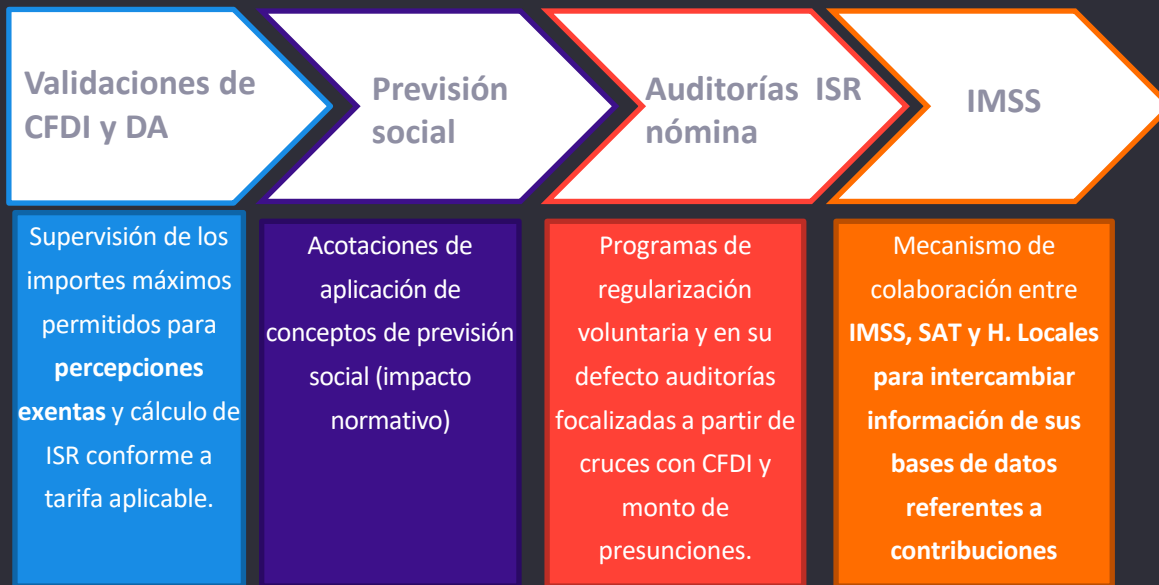 Validaciones de
CFDI y DA
Previsión
social
Auditorías ISR
nómina
IMSS
Supervisión de los
importes máximos
permitidos para
percepciones
exentas y cálculo de
ISR conforme a
tarifa aplicable.
Acotaciones de
aplicación de
conceptos de previsión
social (impacto
normativo)
Programas de
regularización
voluntaria y en su
defecto auditorías
focalizadas a partir de
cruces con CFDI y
monto de
presunciones.
Mecanismo de
colaboración entre
IMSS, SAT y H. Locales
para intercambiar
información de sus
bases de datos
referentes a
contribuciones